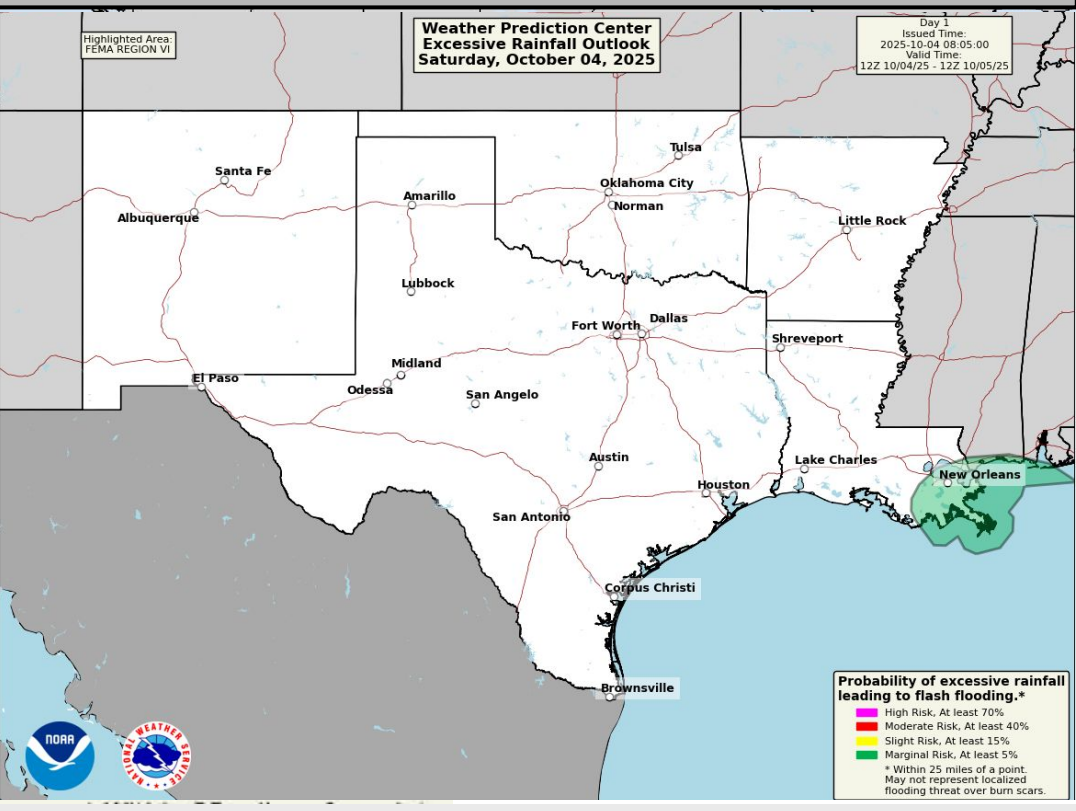 Weather Prediction Center
Excessive Rainfall Outlook
Saturday, October 04, 2025
Highlighted Area:
FEMA REGION VI
Day 1
Issued Time:
2025-10-04 08:05:00
Valid Time:
12Z 10/04/25 - 12Z 10/05/25
Tulsa
Santa Fe
Oklahoma City
Amarillo
Norman
Albuquerque
Little Rock
Lubbock
Dallas
Fort Worth
Shreveport
Midland
El Paso
Odessa
San Angelo
Austin
Lake Charles
New Orleans
Houston
San Antonio
Corpus Christi
Brownsville
Probability of excessive rainfall
leading to flash flooding.*
High Risk, At least 70%
Moderate Risk, At least 40%
Slight Risk, At least 15%
Marginal Risk, At least 5%
* Within 25 miles of a point.
May not represent localized
flooding threat over burn scars.
NOAA
NATIONAL WEATHER SERVICE